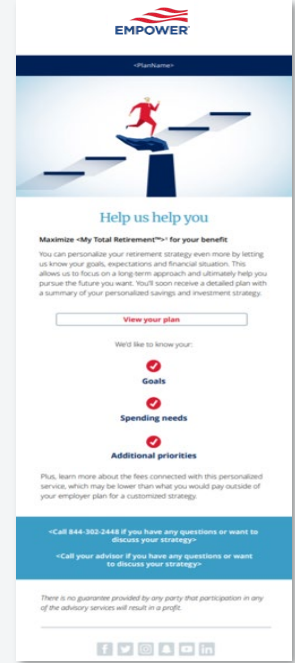 EMPOWER
<PlanName>
Help us help you
Maximize <My Total Retirement™>¹ for your benefit
You can personalize your retirement strategy even more by letting
us know your goals, expectations and financial situation. This
allows us to focus on a long-term approach and ultimately help you
pursue the future you want. You'll soon receive a detailed plan with
a summary of your personalized savings and investment strategy.
View your plan
We'd like to know your:
Goals
Spending needs
Additional priorities
Plus, learn more about the fees connected with this personalized
service, which may be lower than what you would pay outside of
your employer plan for a customized strategy.
<Call 844-302-2448 if you have any questions or want to
discuss your strategy>
<Call your advisor if you have any questions or want
to discuss your strategy>
There is no guarantee provided by any party that participation in any
of the advisory services will result in a profit.